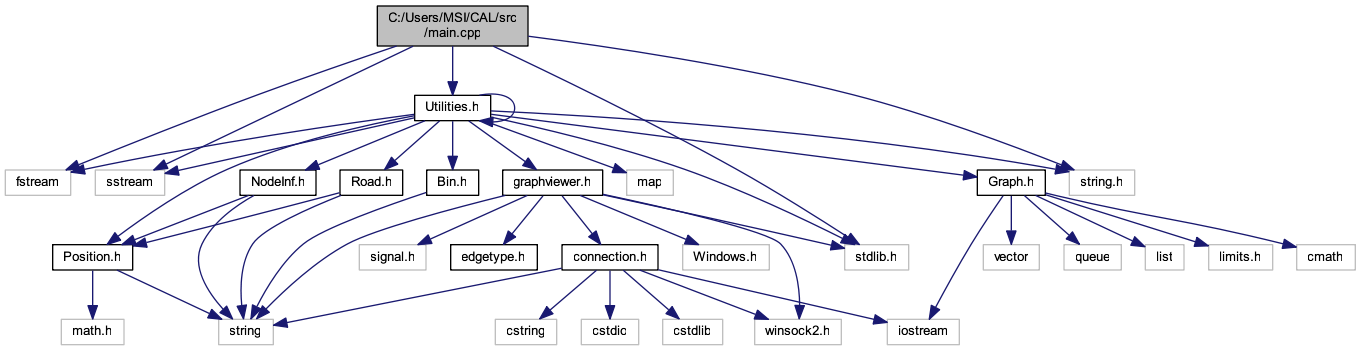 C:/Users/MSI/CAL/src
/main.cpp
Utilities.h
fstream
sstream
NodeInf.h
Road.h
Bin.h
graphviewer.h
map
Graph.h
string.h
Position.h
signal.h
edgetype.h
connection.h
Windows.h
stdlib.h
vector
queue
list
limits.h
cmath
math.h
string
cstring
cstdio
cstdlib
winsock2.h
iostream